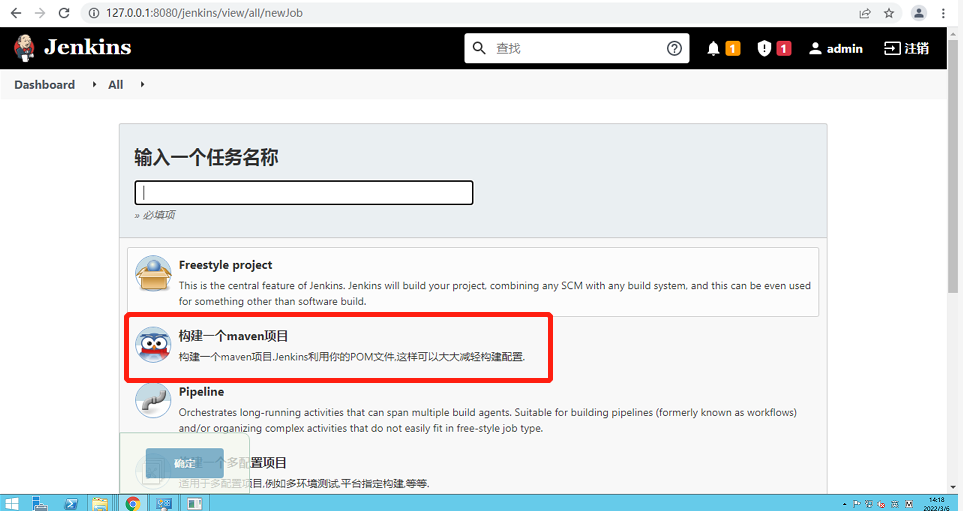 127.0.0.1:8080/jenkins/view/all/newJob
Jenkins
查找
1
1
admin
注销
Dashboard
All
输入一个任务名称
» 必填项
Freestyle project
This is the central feature of Jenkins. Jenkins will build your project, combining any SCM with any build system, and this can be even used
for something other than software build.
构建一个maven项目
构建一个maven项目.Jenkins利用你的POM文件,这样可以大大减轻构建配置.
Pipeline
Orchestrates long-running activities that can span multiple build agents. Suitable for building pipelines (formerly known as workflows)
and/or organizing complex activities that do not easily fit in free-style job type.
构建一个多配置项目
确定
适用于多配置项目,例如多环境测试,平台指定构建,等等.
14:18
2022/3/6